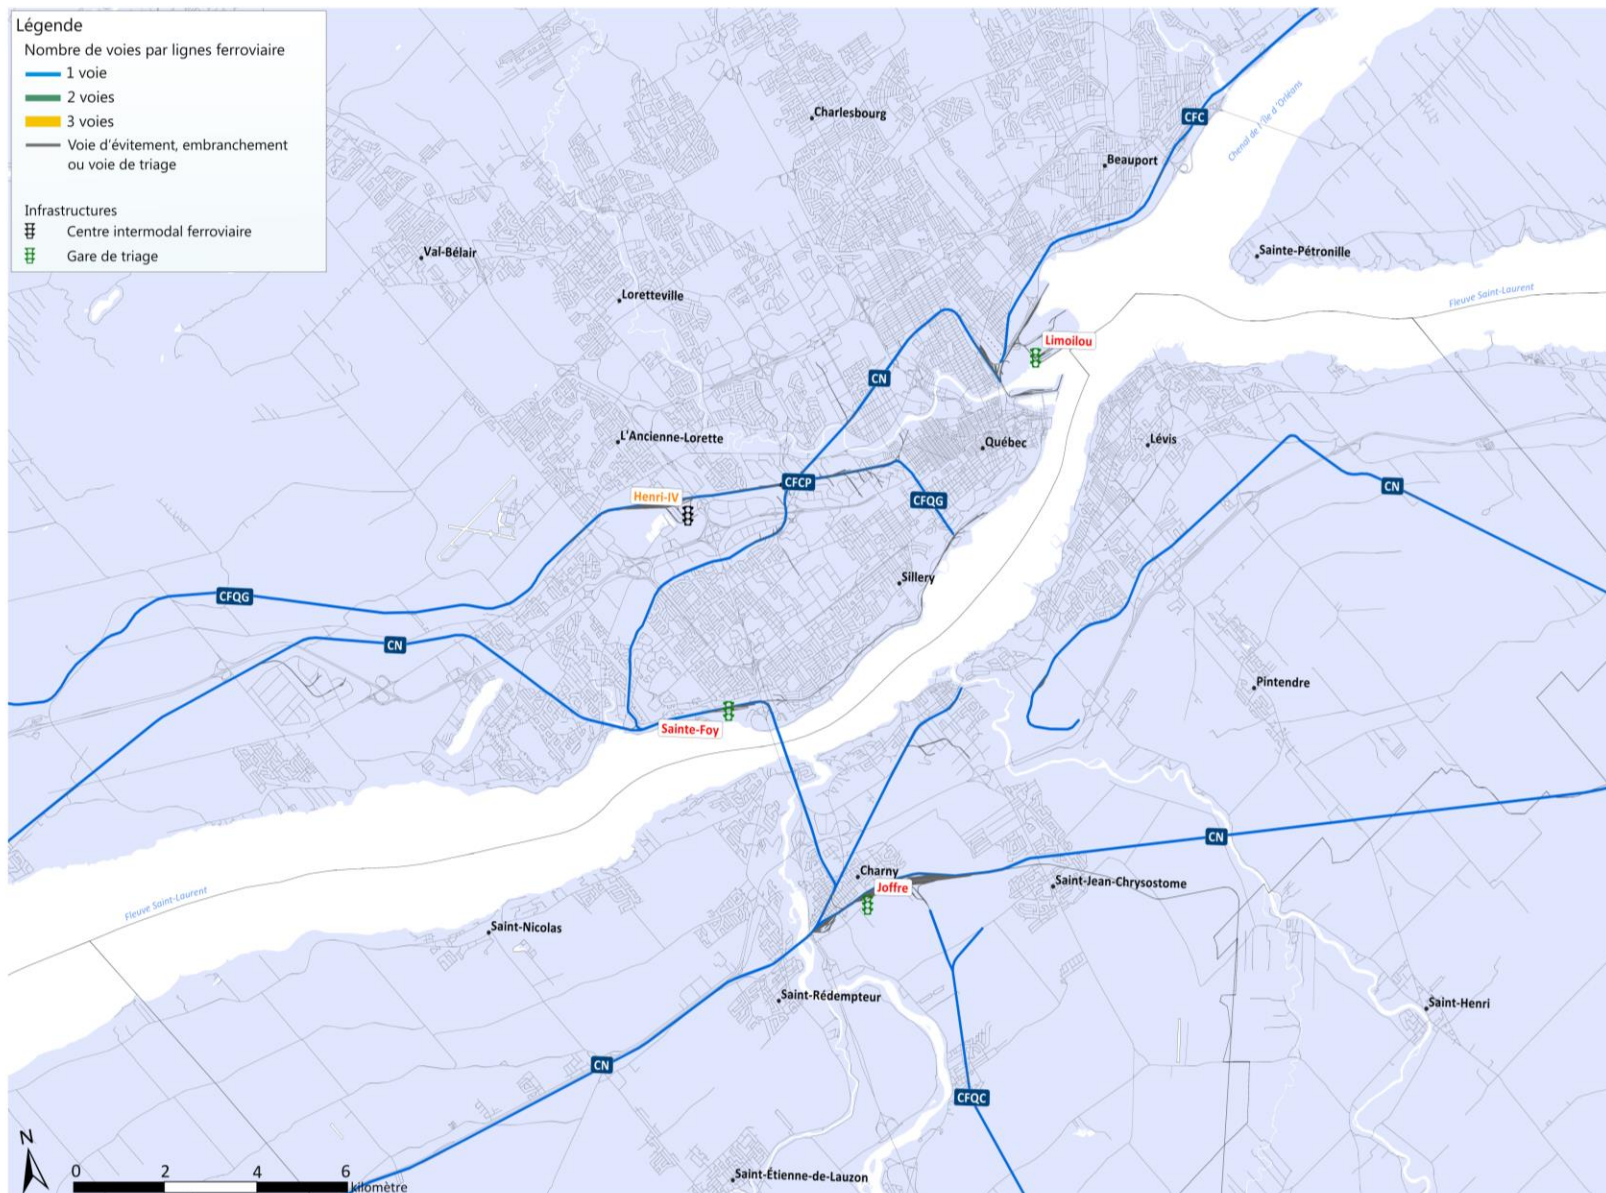 Légende
Nombre de voies par lignes ferroviaire
1 voie
2 voies
3 voies
Voie d'évitement, embranchement
ou voie de triage
Infrastructures
Centre intermodal ferroviaire
Gare de triage
Charlesbourg
CFC
Chenal de l'Île d'Orléans
Beauport
Val-Bélair
Sainte-Pétronille
Loretteville
Fleuve Saint-Laurent
Limoilou
CN
L'Ancienne-Lorette
Québec
Lévis
CFCP
CN
Henri-IV
CFQG
Sillery
CFQG
CN
Pintendre
Sainte-Foy
CN
Charny
Joffre
Saint-Jean-Chrysostome
Fleuve Saint-Laurent
Saint-Nicolas
Saint-Rédempteur
Saint-Henri
CN
CFQC
N
Saint-Étienne-de-Lauzon
0 2 4 6
kilomètre